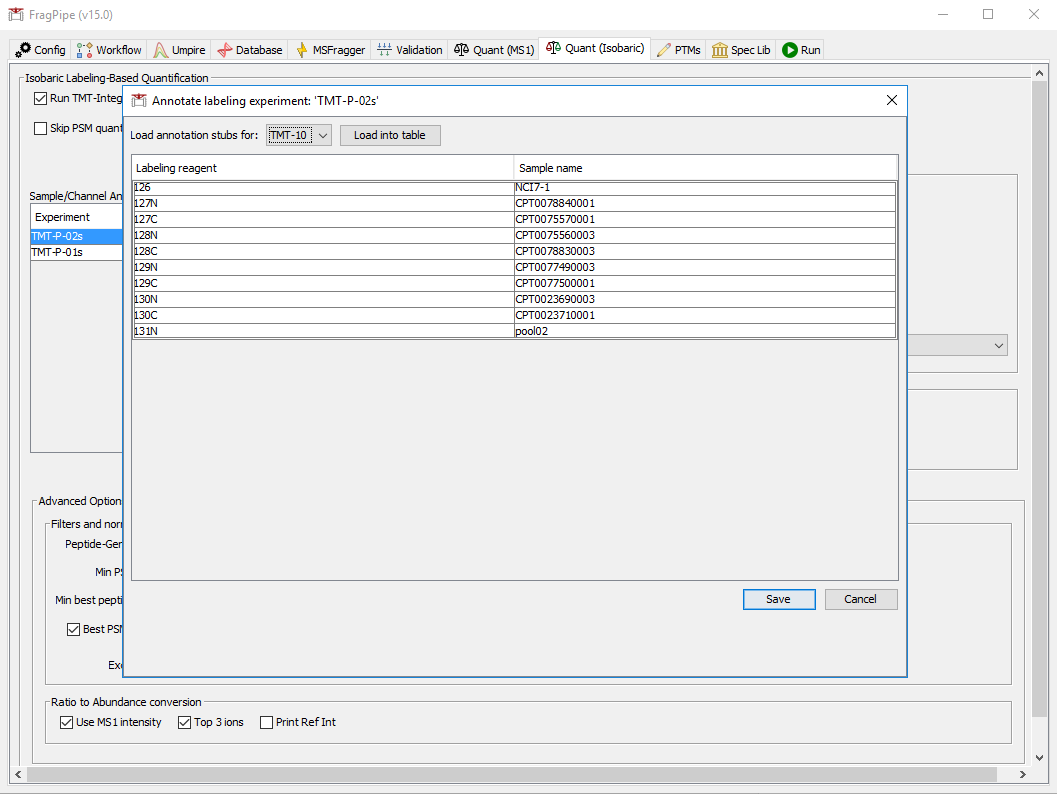 FragPipe (v15.0)
Config Workflow Umpire Database MSFragger Validation Quant (MS1) Quant (Isobaric) PTMs Spec Lib Run
Isobaric Labeling-Based Quantification
Run TMT-Integ
Skip PSM quant
Sample/Channel An
Experiment
TMT-P-02s
TMT-P-01s
Annotate labeling experiment: 'TMT-P-02s'
Load annotation stubs for: TMT-10 Load into table
Labeling reagent Sample name
126 NCI7-1
127N CPT0078840001
127C CPT0075570001
128N CPT0075560003
128C CPT0078830003
129N CPT0077490003
129C CPT0077500001
130N CPT0023690003
130C CPT0023710001
131N pool02
Save Cancel
Advanced Option
Filters and norm
Peptide-Gen
Min PS
Min best pepti
Best PSM
Exc
Ratio to Abundance conversion
Use MS1 intensity Top 3 ions Print Ref Int